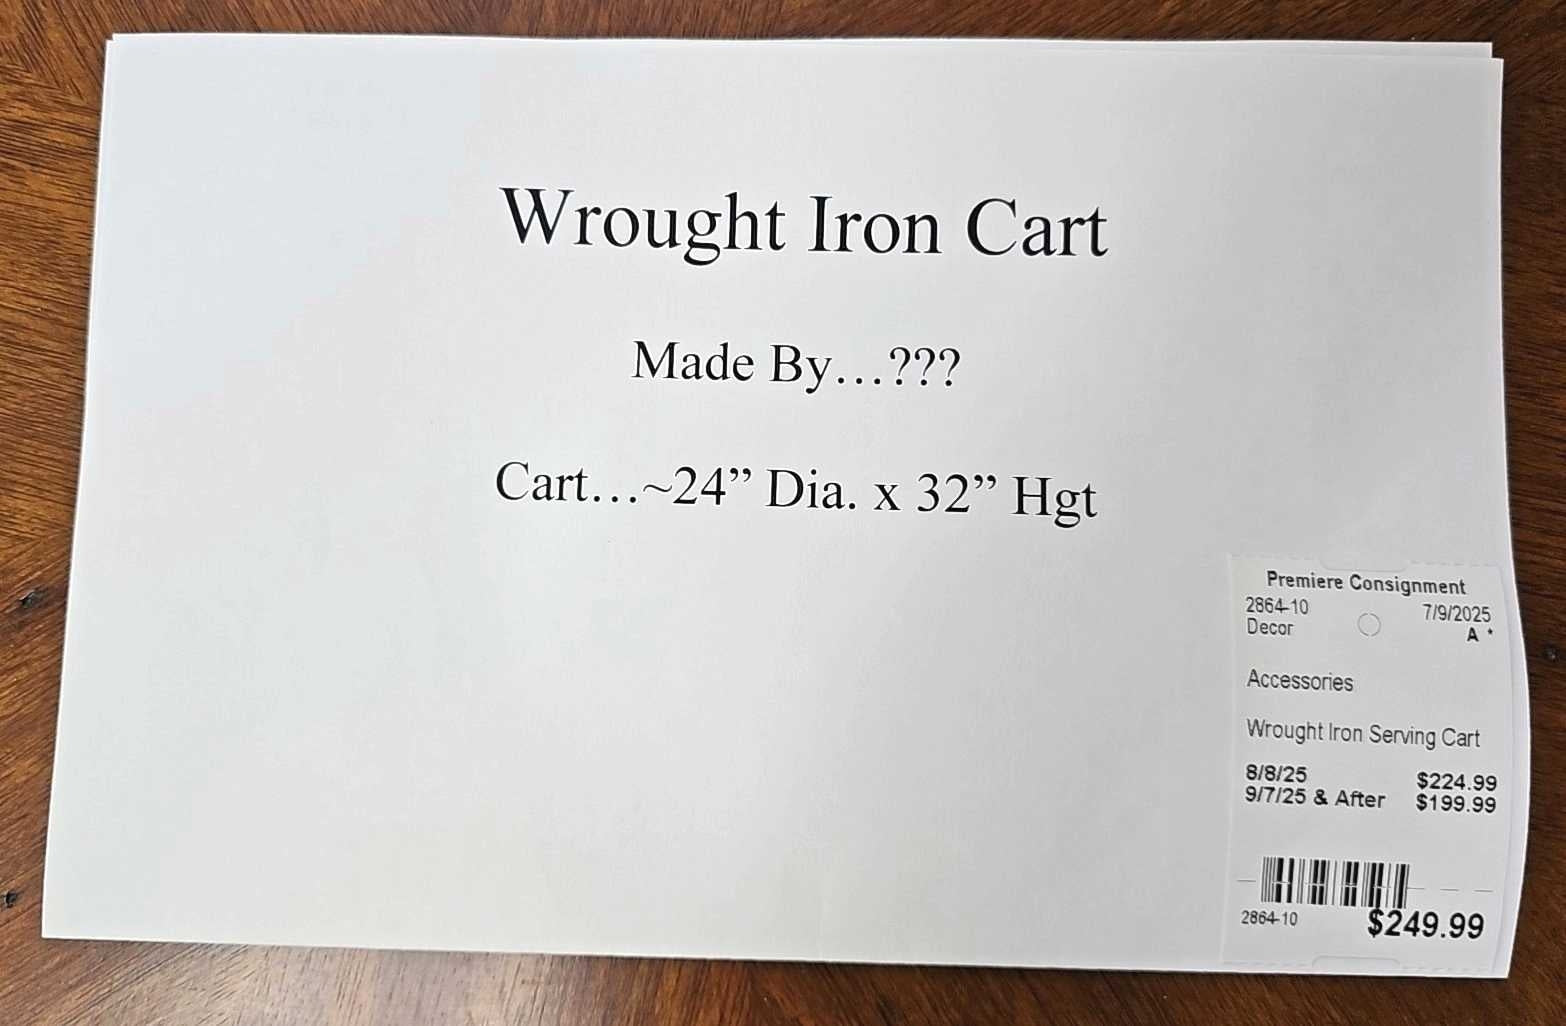 Wrought Iron Cart
Made By…???
Cart…~24” Dia. x 32” Hgt
Premiere Consignment
2864-10 7/9/2025
Decor A *
Accessories
Wrought Iron Serving Cart
8/8/25 $224.99
9/7/25 & After $199.99
2864-10 $249.99